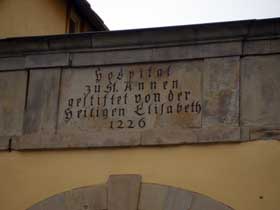 Hospital
zu St. Annen
gestiftet von der
Heiligen Elisabeth
1226